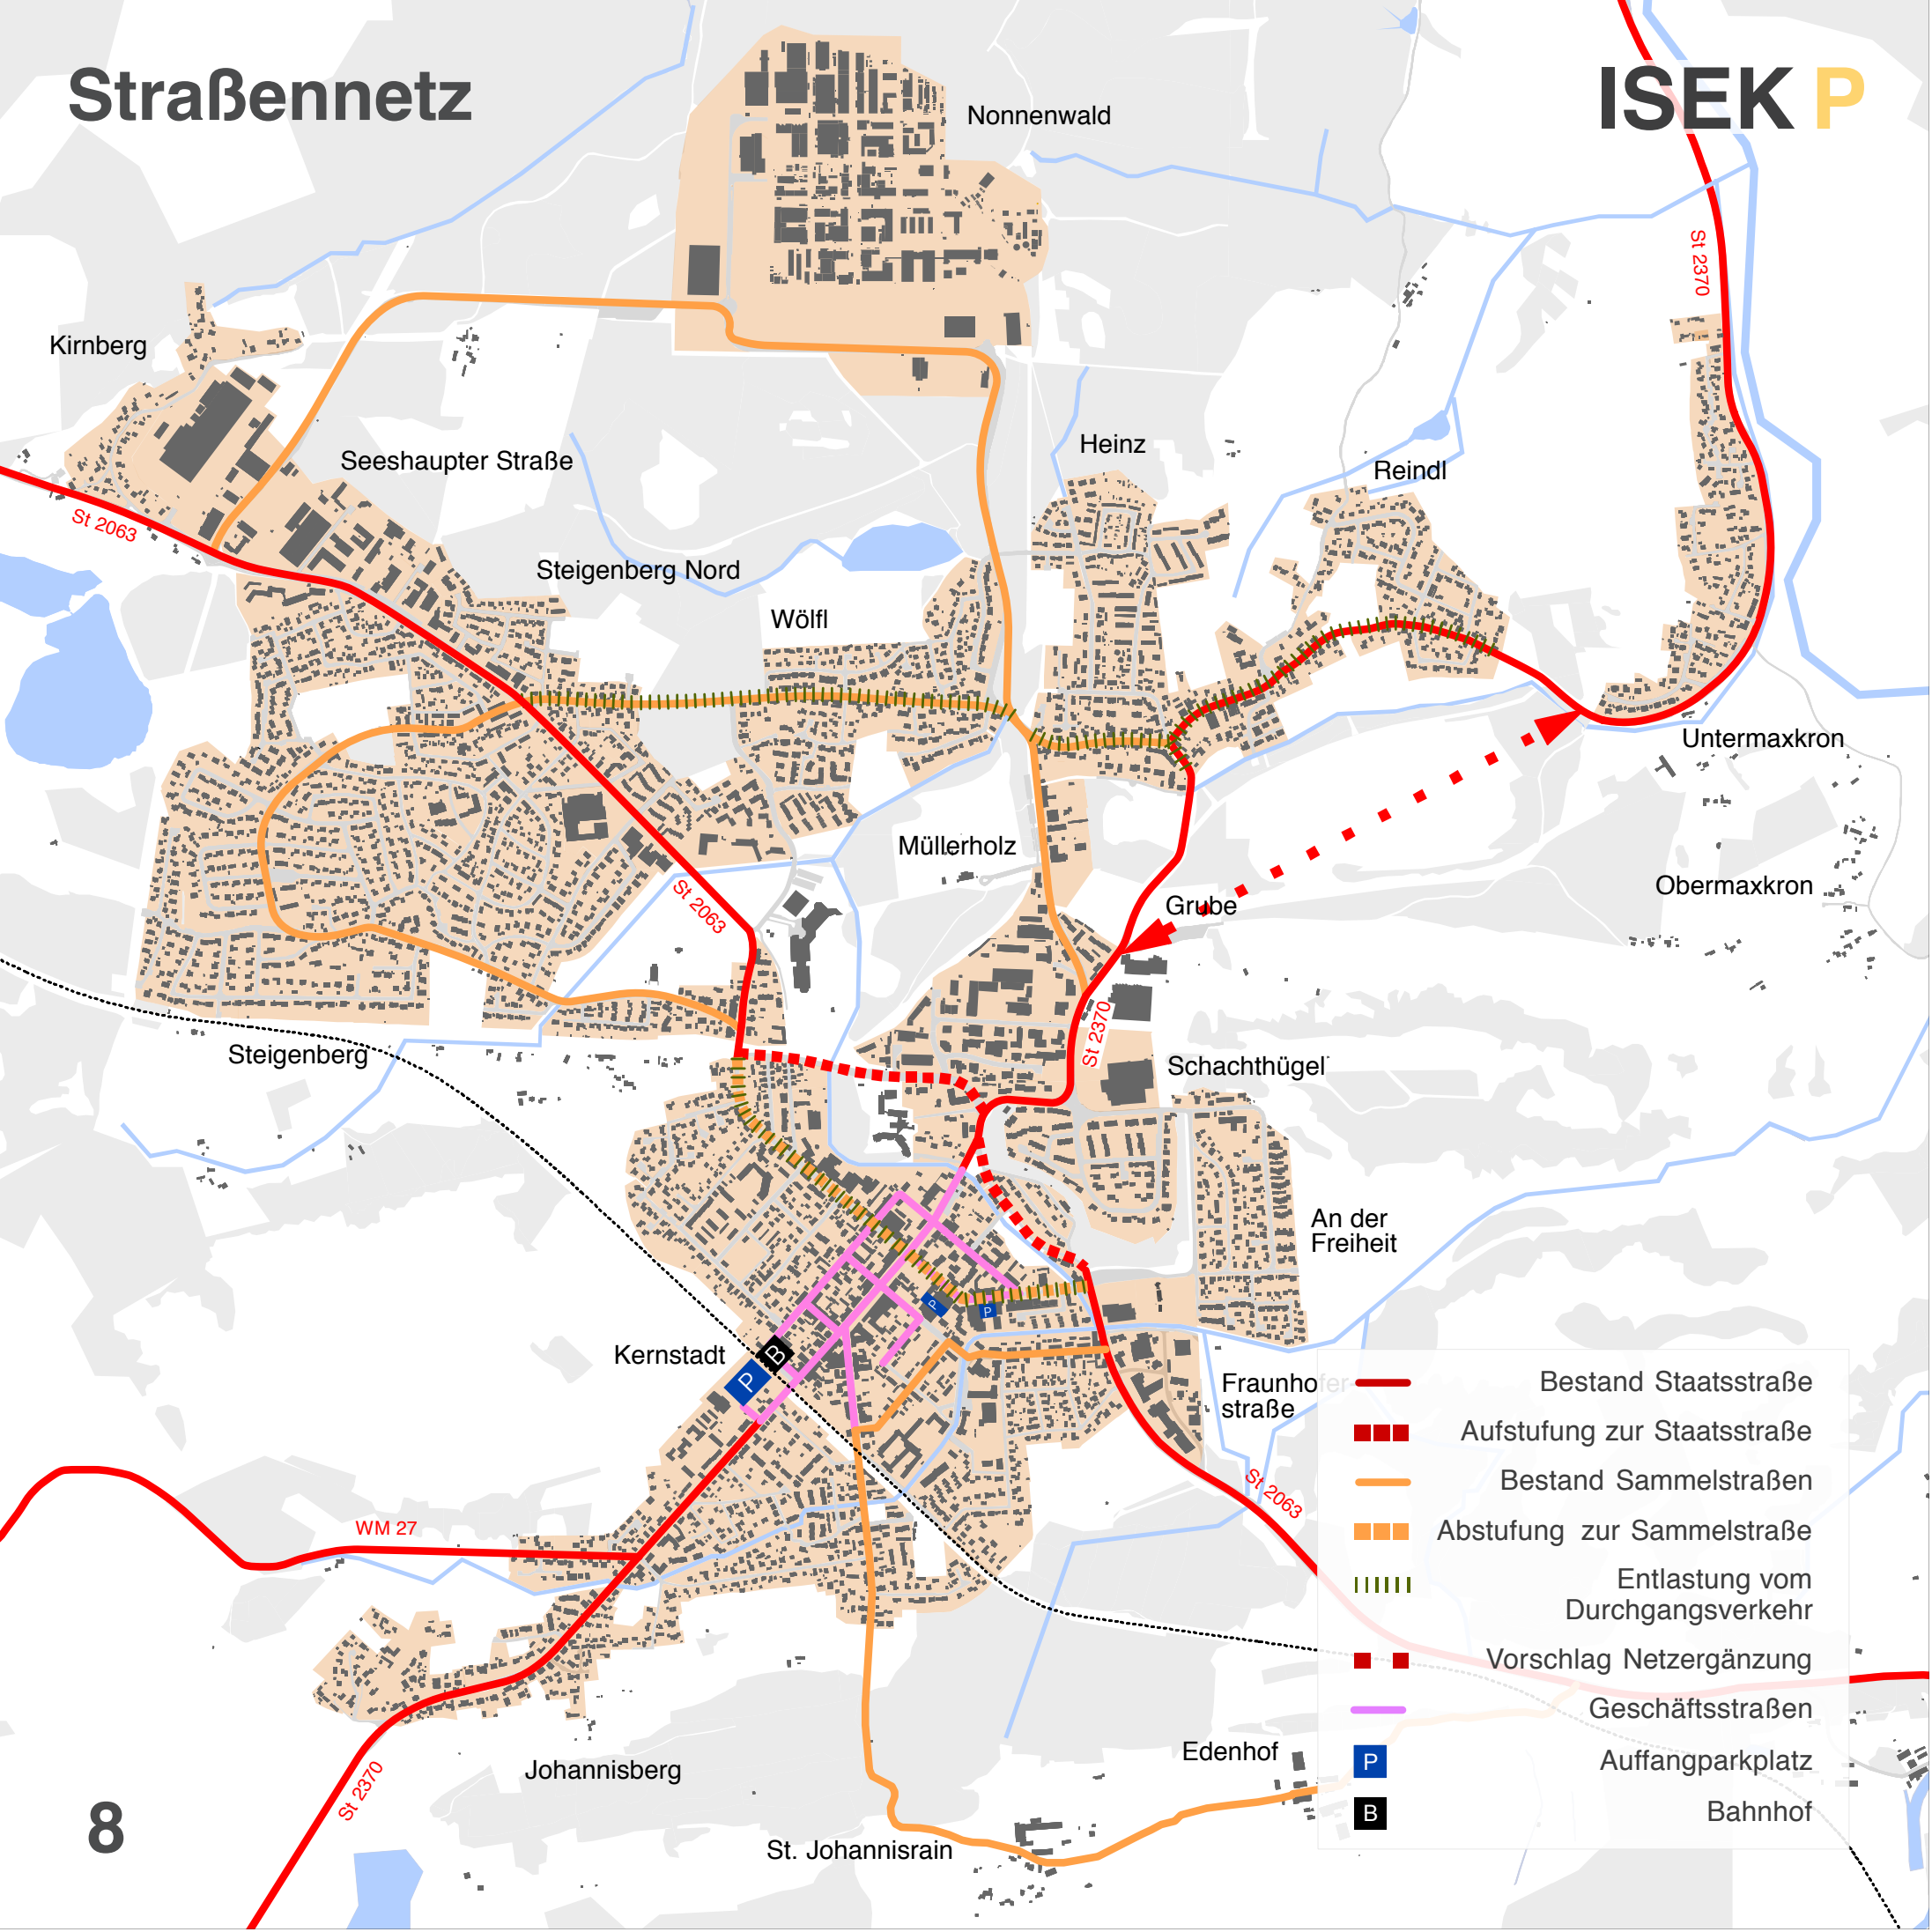 Straßennetz
ISEK P
Nonnenwald
St 2370
Kirnberg
Seeshaupter Straße
Heinz
Reindl
St 2063
Steigenberg Nord
Wölfl
Untermaxkron
Müllerholz
St 2063
Grube
Obermaxkron
St 2370
Steigenberg
Schachthügel
An der
Freiheit
P
P
Kernstadt
B
P
Fraunhofer-
straße
St 2063
WM 27
Johannisberg
Edenhof
St 2370
St. Johannisrain
8
Bestand Staatsstraße
Aufstufung zur Staatsstraße
Bestand Sammelstraßen
Abstufung zur Sammelstraße
Entlastung vom
Durchgangsverkehr
Vorschlag Netzergänzung
Geschäftsstraßen
P Auffangparkplatz
B Bahnhof